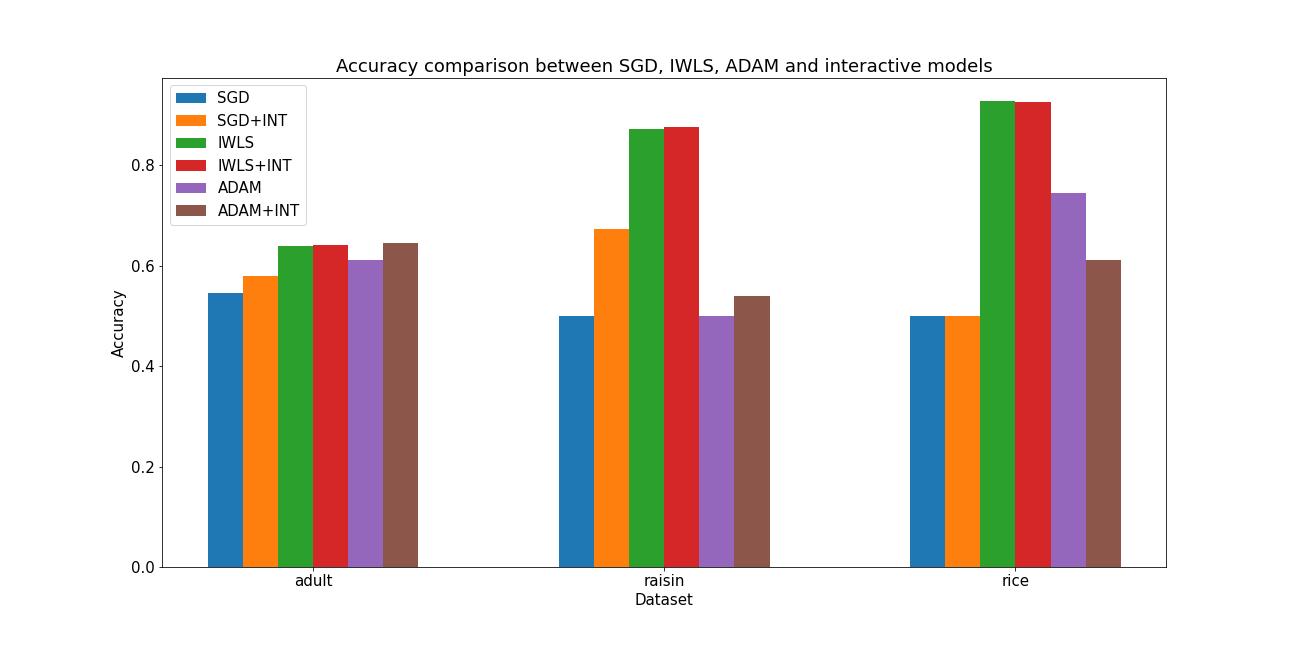 Accuracy comparison between SGD, IWLS, ADAM and interactive models
SGD
SGD+INT
IWLS
IWLS+INT
ADAM
ADAM+INT
0.8
0.6
0.4
0.2
0.0
Accuracy
adult
raisin
rice
Dataset